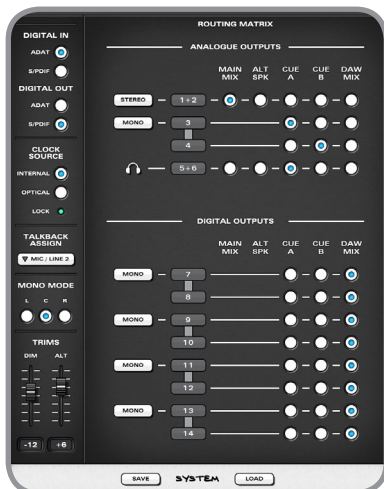 DIGITAL IN
ADAT
S/PDIF
DIGITAL OUT
ADAT
S/PDIF
CLOCK
SOURCE
INTERNAL
OPTICAL
LOCK
TALKBACK
ASSIGN
▼ MIC / LINE 2
MONO MODE
L C R
TRIMS
DIM ALT
-12 +6
ROUTING MATRIX
ANALOGUE OUTPUTS
MAIN MIX ALT SPK CUE A CUE B DAW MIX
STEREO 1+2
MONO 3
4
5+6
DIGITAL OUTPUTS
MAIN MIX ALT SPK CUE A CUE B DAW MIX
MONO 7
8
MONO 9
10
MONO 11
12
MONO 13
14
SAVE SYSTEM LOAD